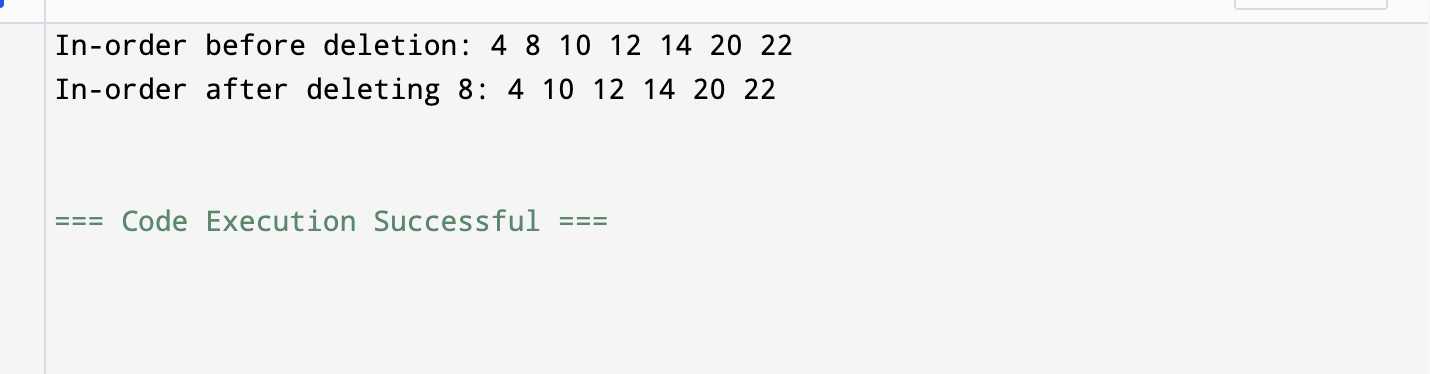 In-order before deletion: 4 8 10 12 14 20 22
In-order after deleting 8: 4 10 12 14 20 22
=== Code Execution Successful ===